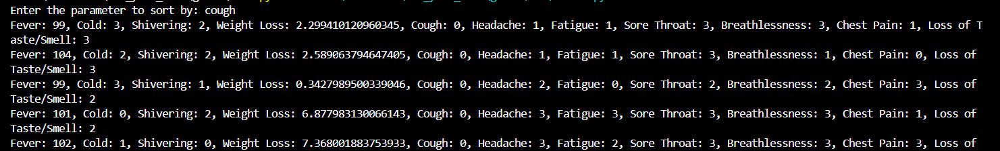 Enter the parameter to sort by: cough
Fever: 99, Cold: 3, Shivering: 2, Weight Loss: 2.299410120960345, Cough: 0, Headache: 1, Fatigue: 1, Sore Throat: 3, Breathlessness: 3, Chest Pain: 1, Loss of T
aste/Smell: 3
Fever: 104, Cold: 2, Shivering: 2, Weight Loss: 2.589063794647405, Cough: 0, Headache: 1, Fatigue: 1, Sore Throat: 3, Breathlessness: 1, Chest Pain: 0, Loss of
Taste/Smell: 3
Fever: 99, Cold: 3, Shivering: 1, Weight Loss: 0.3427989500339046, Cough: 0, Headache: 2, Fatigue: 0, Sore Throat: 2, Breathlessness: 2, Chest Pain: 3, Loss of
Taste/Smell: 2
Fever: 101, Cold: 0, Shivering: 2, Weight Loss: 6.877983130066143, Cough: 0, Headache: 3, Fatigue: 3, Sore Throat: 3, Breathlessness: 3, Chest Pain: 1, Loss of
Taste/Smell: 2
Fever: 102, Cold: 1, Shivering: 0, Weight Loss: 7.368001883753933, Cough: 0, Headache: 3, Fatigue: 2, Sore Throat: 3, Breathlessness: 3, Chest Pain: 3, Loss of